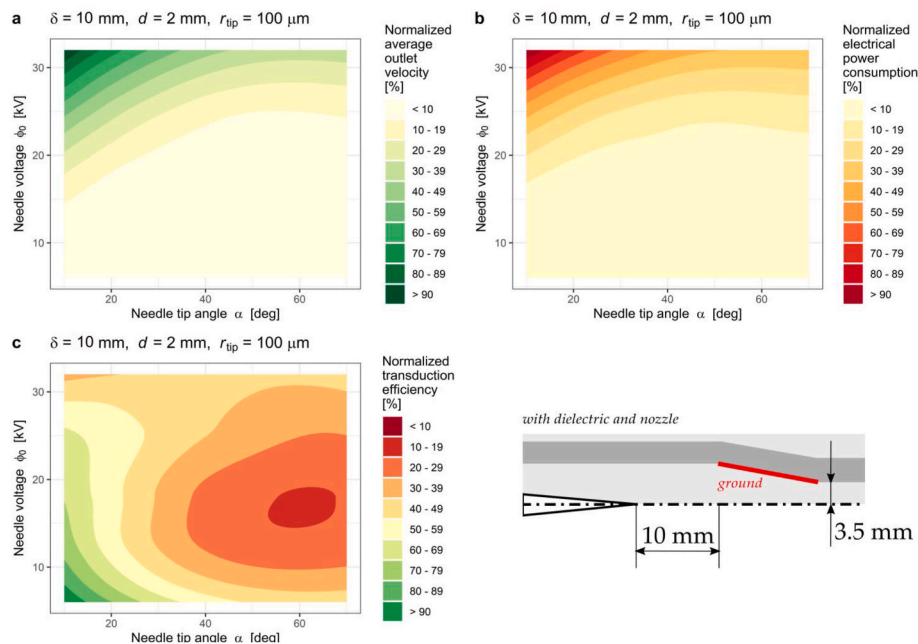 a δ = 10 mm, d = 2 mm, r_tip = 100 μm
Normalized
average
outlet
velocity
[%]
< 10
10 - 19
20 - 29
30 - 39
40 - 49
50 - 59
60 - 69
70 - 79
80 - 89
> 90
Needle voltage ϕ₀ [kV]
30
20
10
20
40
60
Needle tip angle α [deg]
b δ = 10 mm, d = 2 mm, r_tip = 100 μm
Normalized
electrical
power
consumption
[%]
< 10
10 - 19
20 - 29
30 - 39
40 - 49
50 - 59
60 - 69
70 - 79
80 - 89
> 90
Needle voltage ϕ₀ [kV]
30
20
10
20
40
60
Needle tip angle α [deg]
c δ = 10 mm, d = 2 mm, r_tip = 100 μm
Normalized
transduction
efficiency
[%]
< 10
10 - 19
20 - 29
30 - 39
40 - 49
50 - 59
60 - 69
70 - 79
80 - 89
> 90
Needle voltage ϕ₀ [kV]
30
20
10
20
40
60
Needle tip angle α [deg]
with dielectric and nozzle
ground
10 mm
3.5 mm